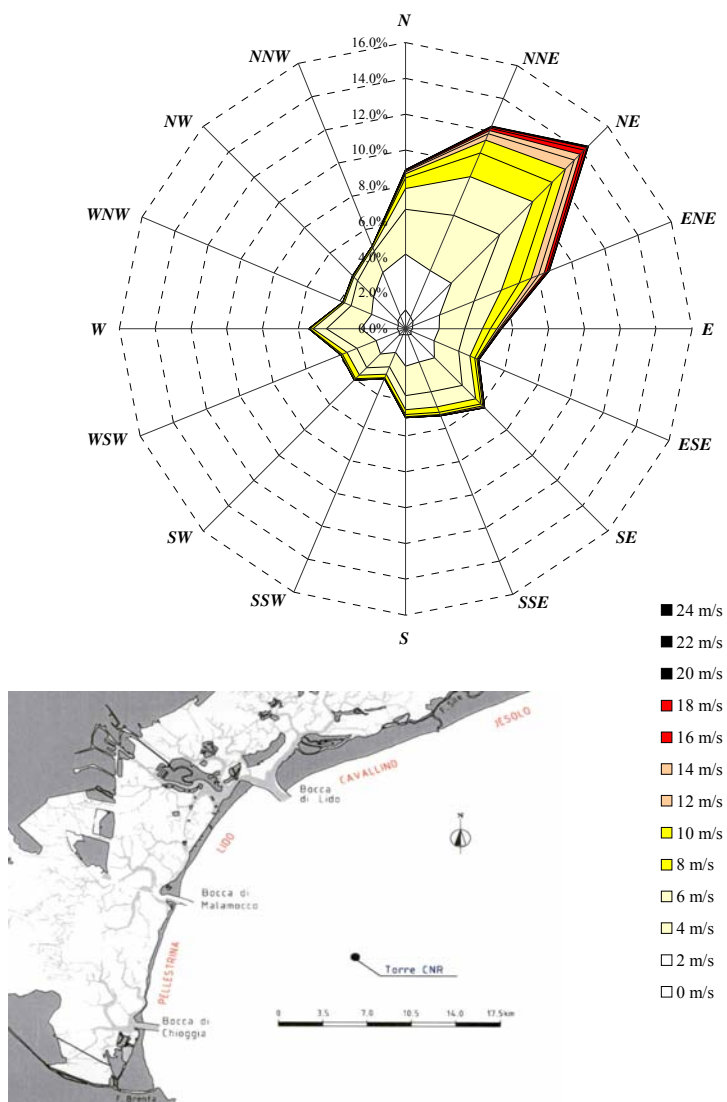 N
16.0%
NNW
NNE
14.0%
NW
NE
12.0%
10.0%
WNW
ENE
8.0%
6.0%
4.0%
2.0%
W
0.0%
E
WSW
ESE
SW
SE
SSW
SSE
S
24 m/s
22 m/s
20 m/s
18 m/s
16 m/s
14 m/s
12 m/s
10 m/s
8 m/s
6 m/s
4 m/s
2 m/s
0 m/s
F. Sile
JESOLO
CAVALLINO
Bocca
di Lido
LIDO
N
Bocca di
Malamocco
PELLESTRINA
Torre CNR
Bocca di
Chioggia
0 3.5 7.0 10.5 14.0 17.5km
F. Brenta